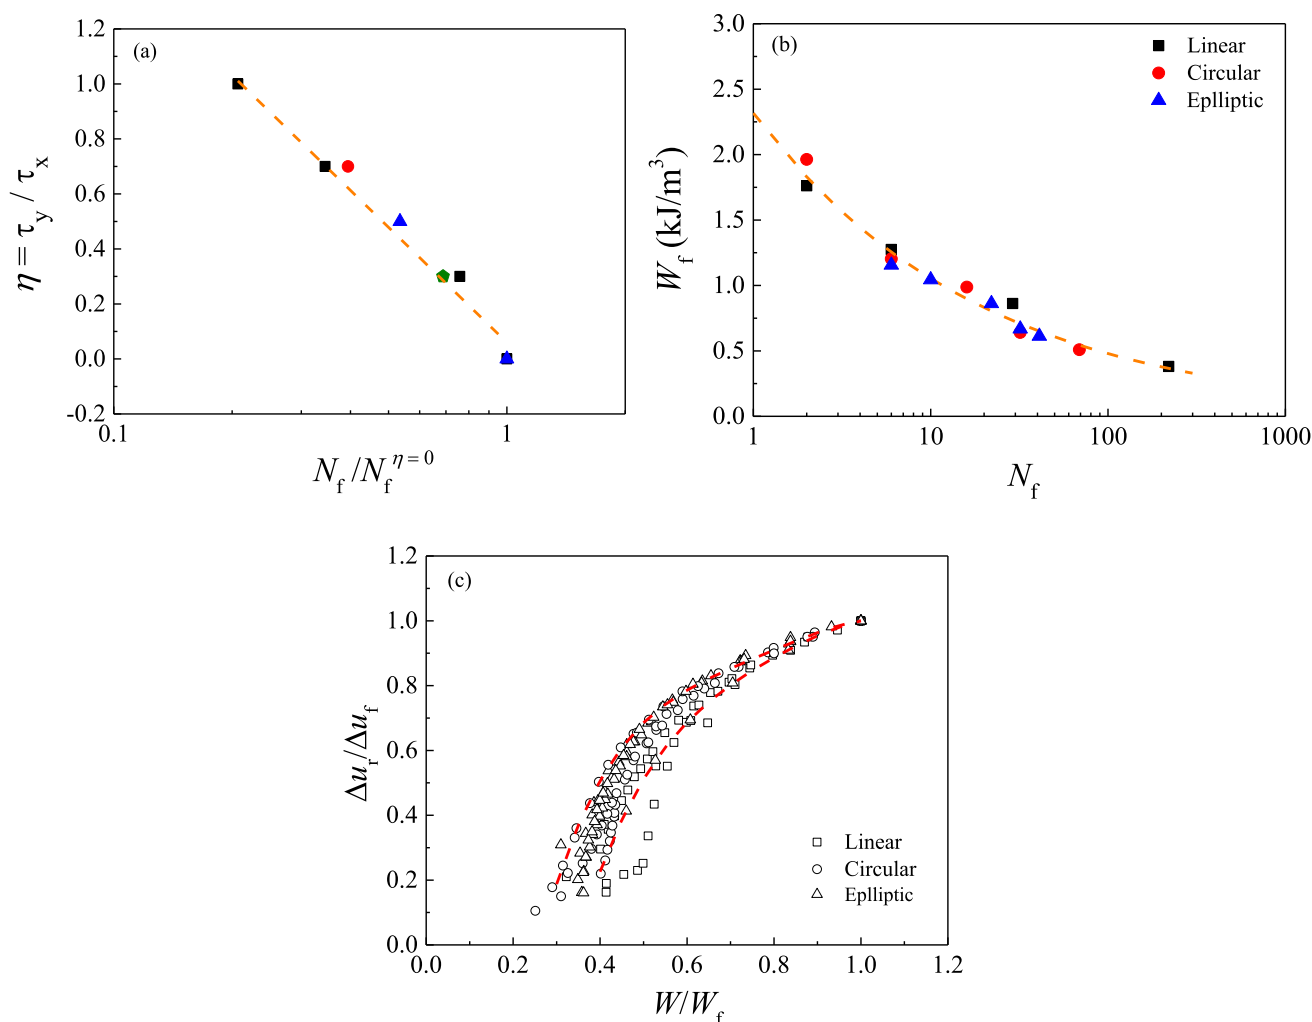 (a)
1.2
1.0
0.8
0.6
0.4
0.2
0.0
-0.2
0.1
1
η = τy / τx
Nf /Nf η = 0
(b)
Linear
Circular
Eplliptic
3.0
2.5
2.0
1.5
1.0
0.5
0.0
1
10
100
1000
Wf (kJ/m3)
Nf
(c)
1.2
1.0
0.8
0.6
0.4
0.2
0.0
Linear
Circular
Eplliptic
0.0
0.2
0.4
0.6
0.8
1.0
1.2
Δur/Δuf
W/Wf